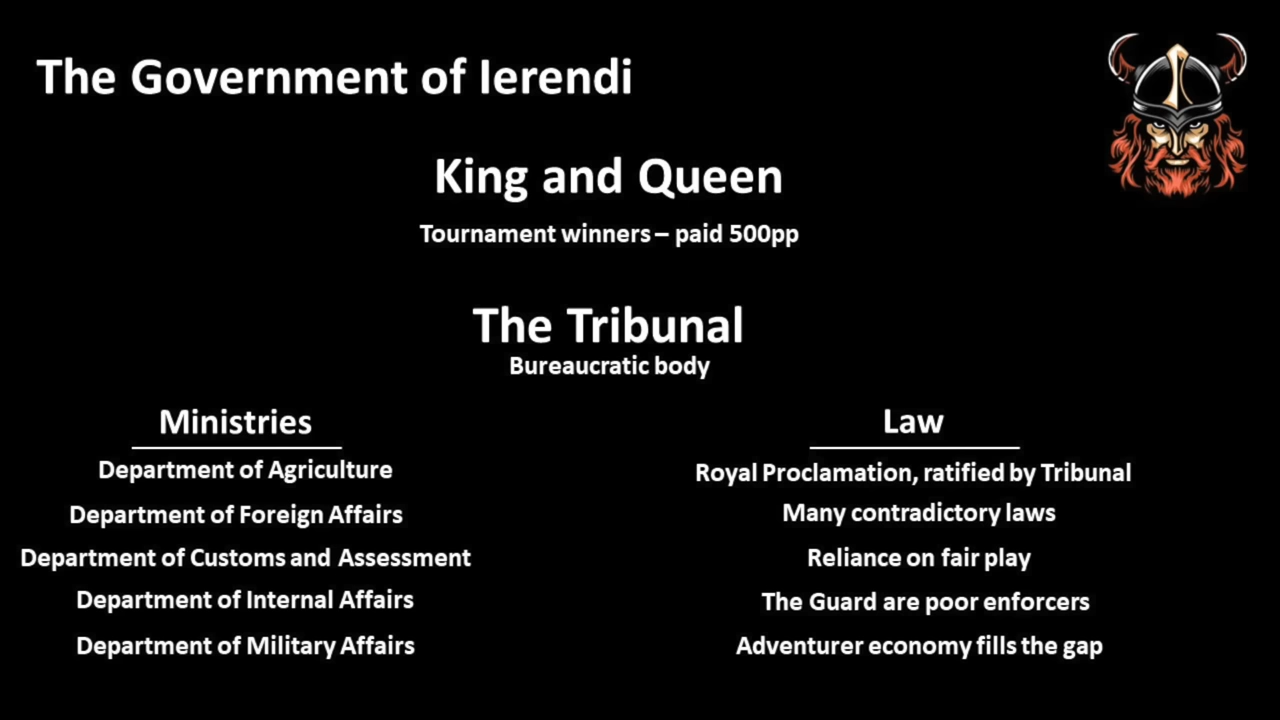 The Government of Ierendi
King and Queen
Tournament winners – paid 500pp
The Tribunal
Bureaucratic body
Ministries
Department of Agriculture
Department of Foreign Affairs
Department of Customs and Assessment
Department of Internal Affairs
Department of Military Affairs
Law
Royal Proclamation, ratified by Tribunal
Many contradictory laws
Reliance on fair play
The Guard are poor enforcers
Adventurer economy fills the gap